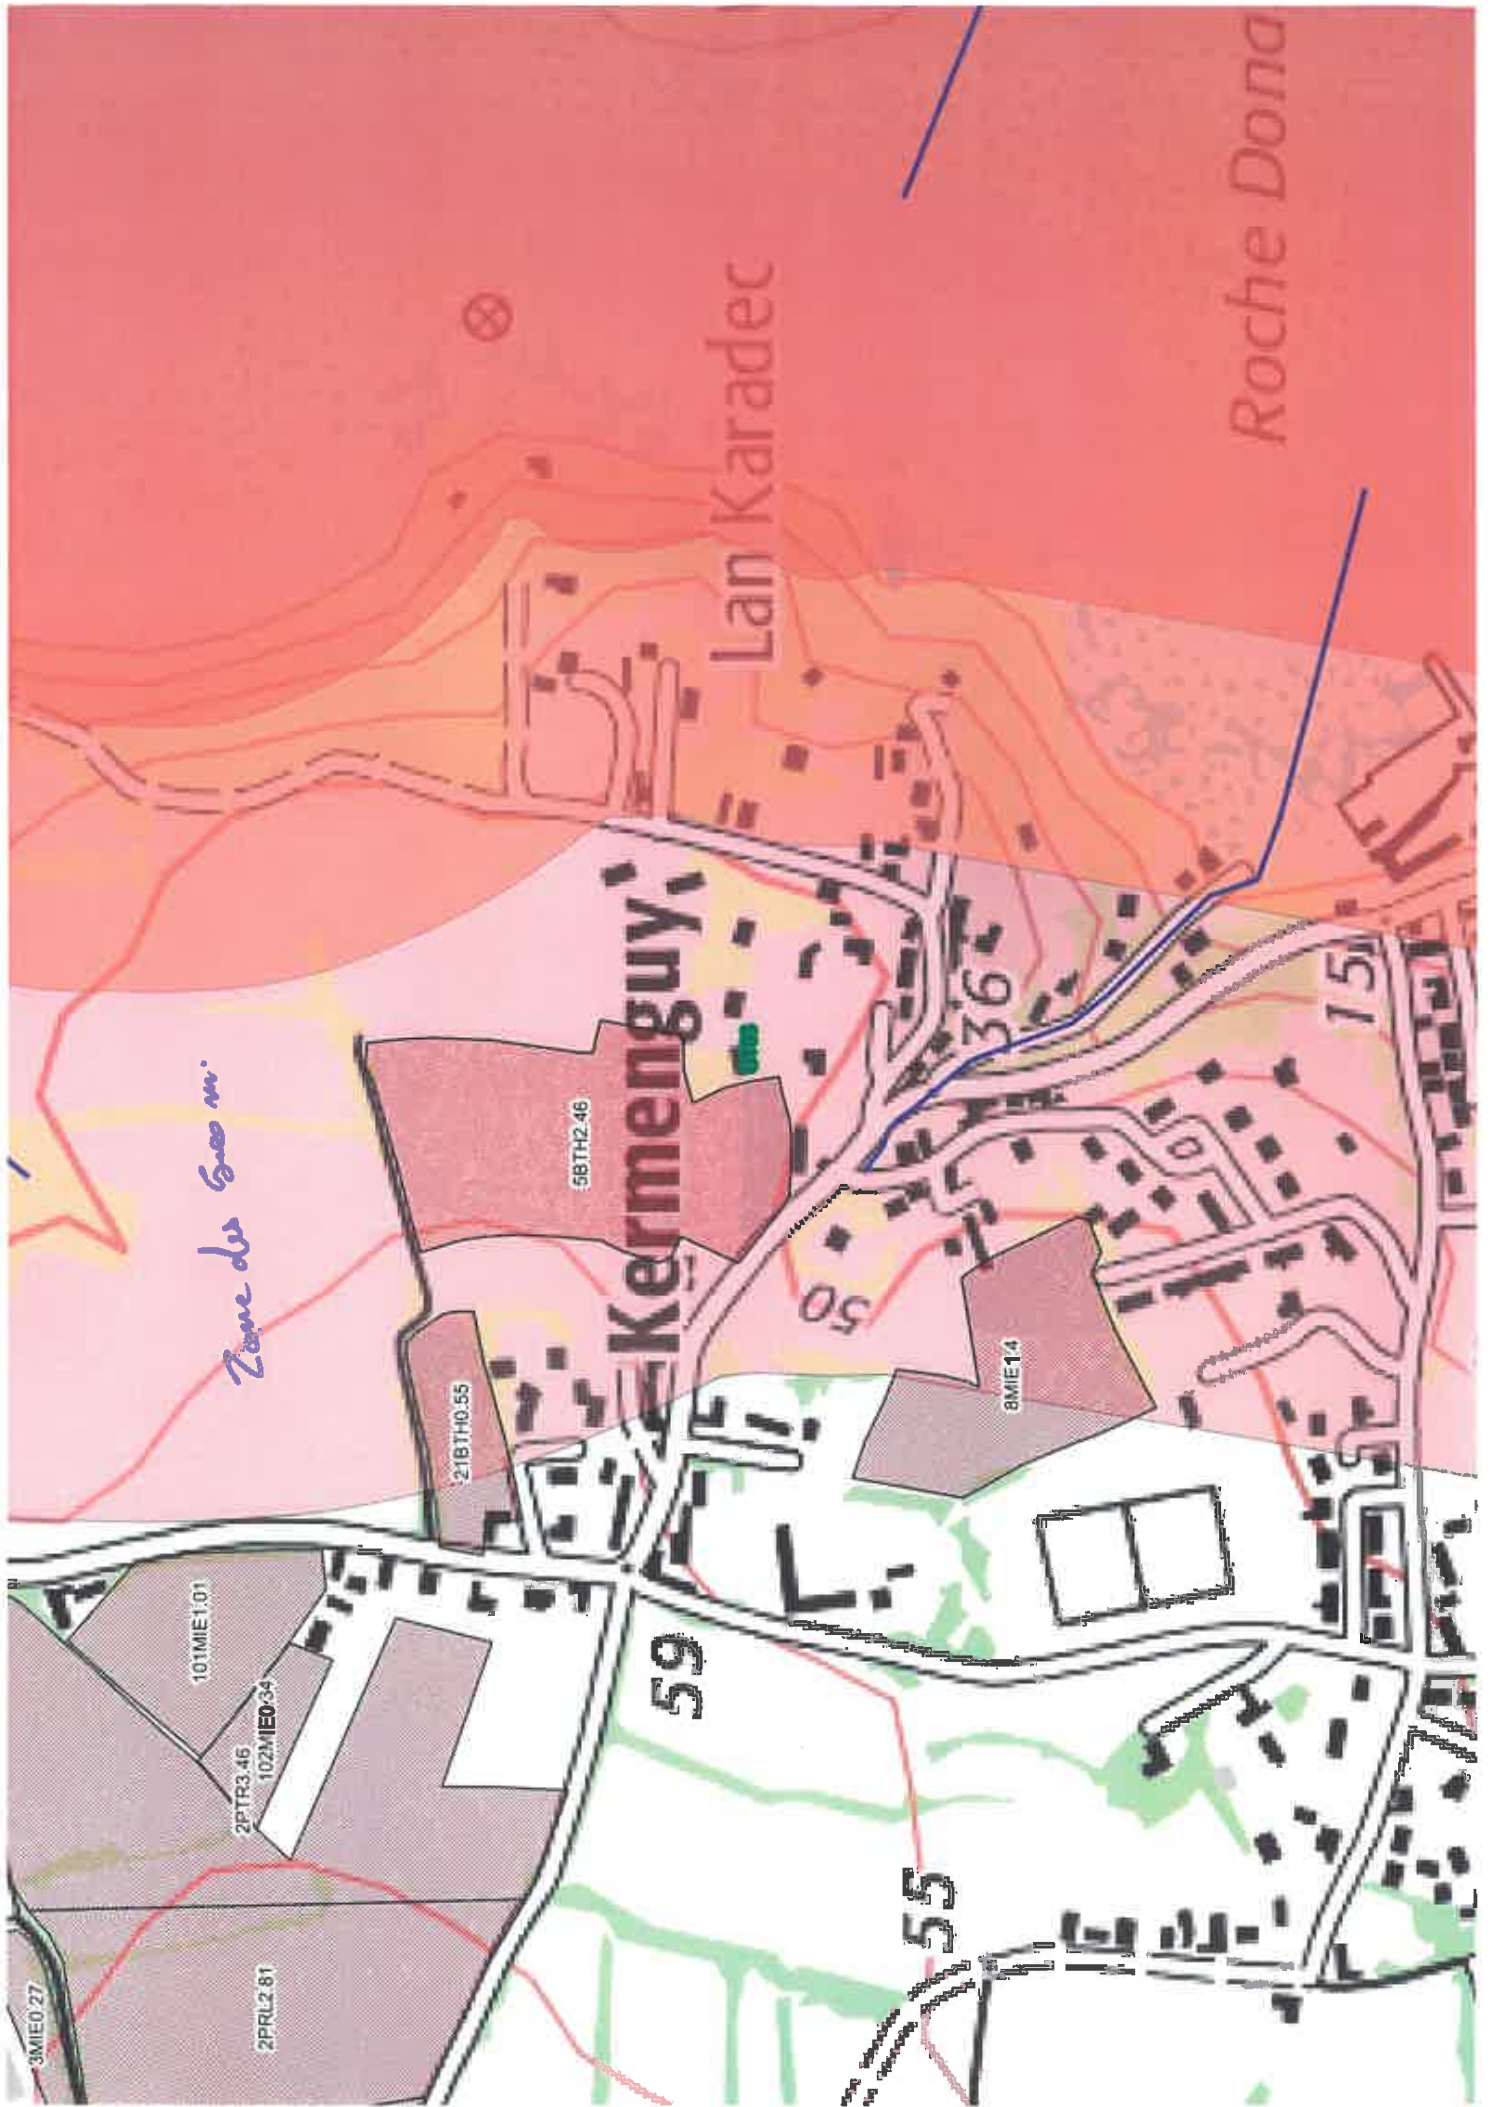 Roche Dona
Lan Karadec
Kermenguy
Zone des 500 m.
5BTH2.46
21BTH0.55
8MIE1.4
101MIE1.01
102MIE0.34
2PTR3.46
2PRL2.81
3MIE0.27
36
15
50
59
55